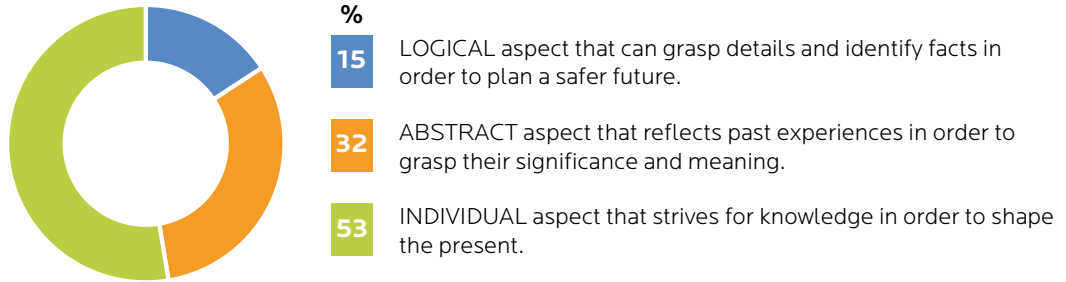 %
15
LOGICAL aspect that can grasp details and identify facts in
order to plan a safer future.
32
ABSTRACT aspect that reflects past experiences in order to
grasp their significance and meaning.
53
INDIVIDUAL aspect that strives for knowledge in order to shape
the present.